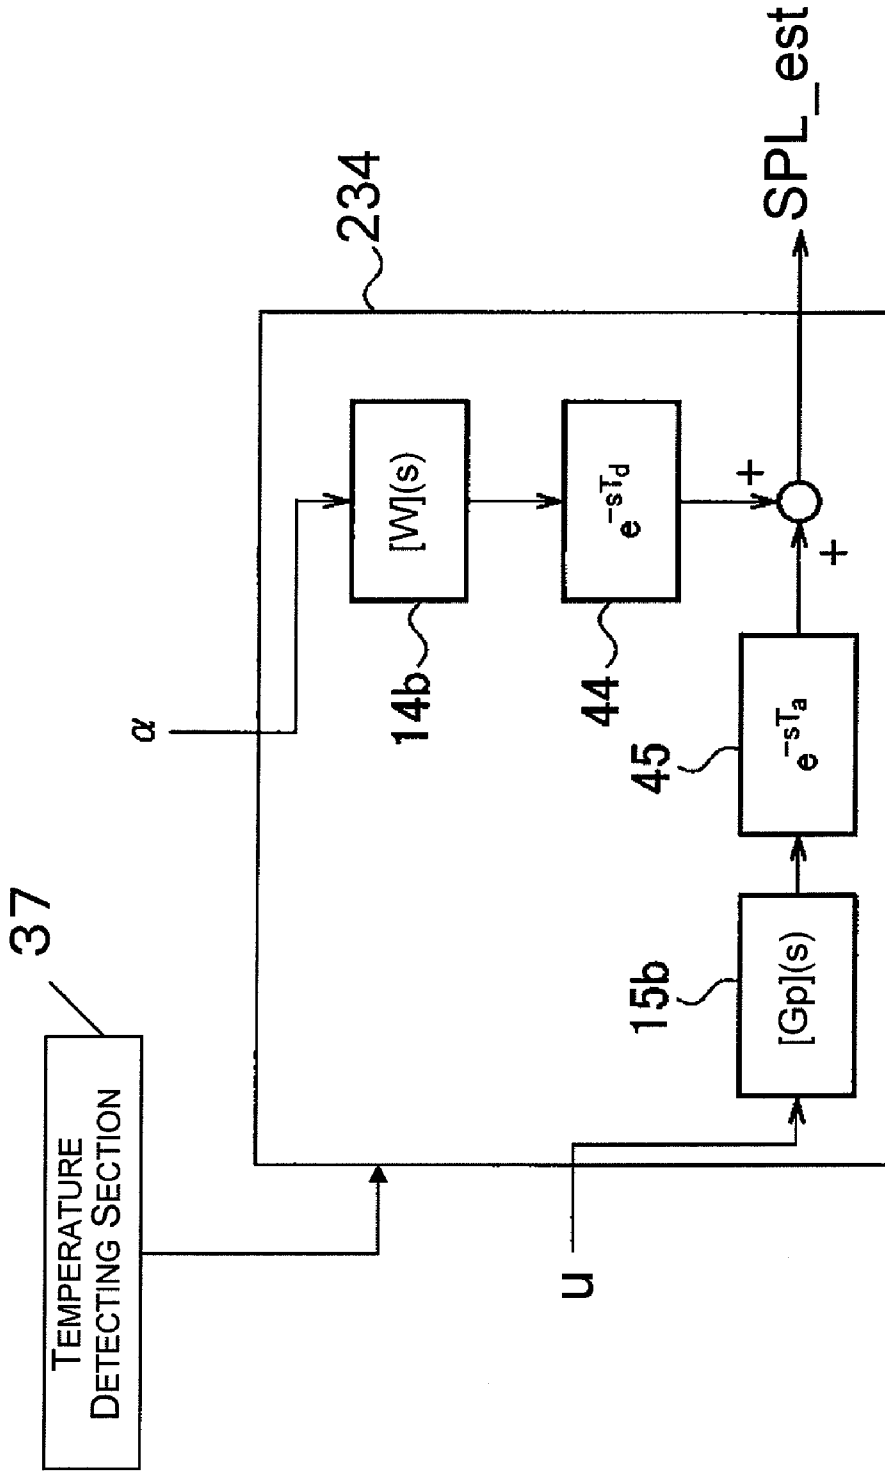 37
TEMPERATURE
DETECTING SECTION
α
234
[W](s)
14b
e^{-sT_d}
44
+
SPL_est
+
e^{-sT_a}
45
[Gp](s)
15b
u